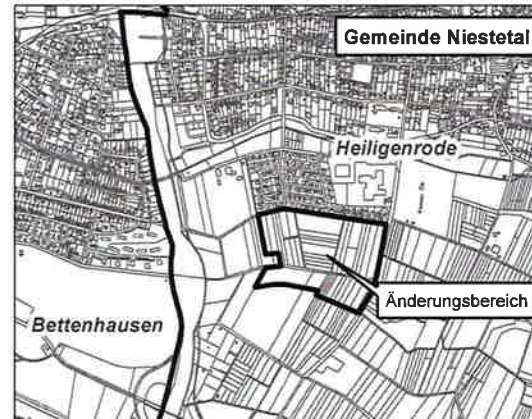 Gemeinde Niestetal
Heiligenrode
Änderungsbereich
Bettenhausen